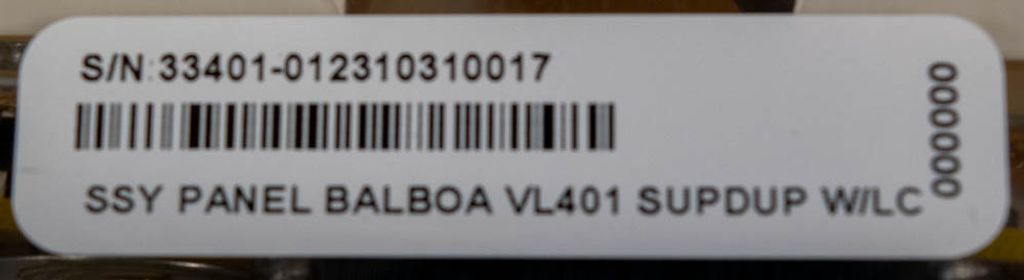 S/N:33401-012310310017
SSY PANEL BALBOA VL401 SUPDUP W/LC
000000